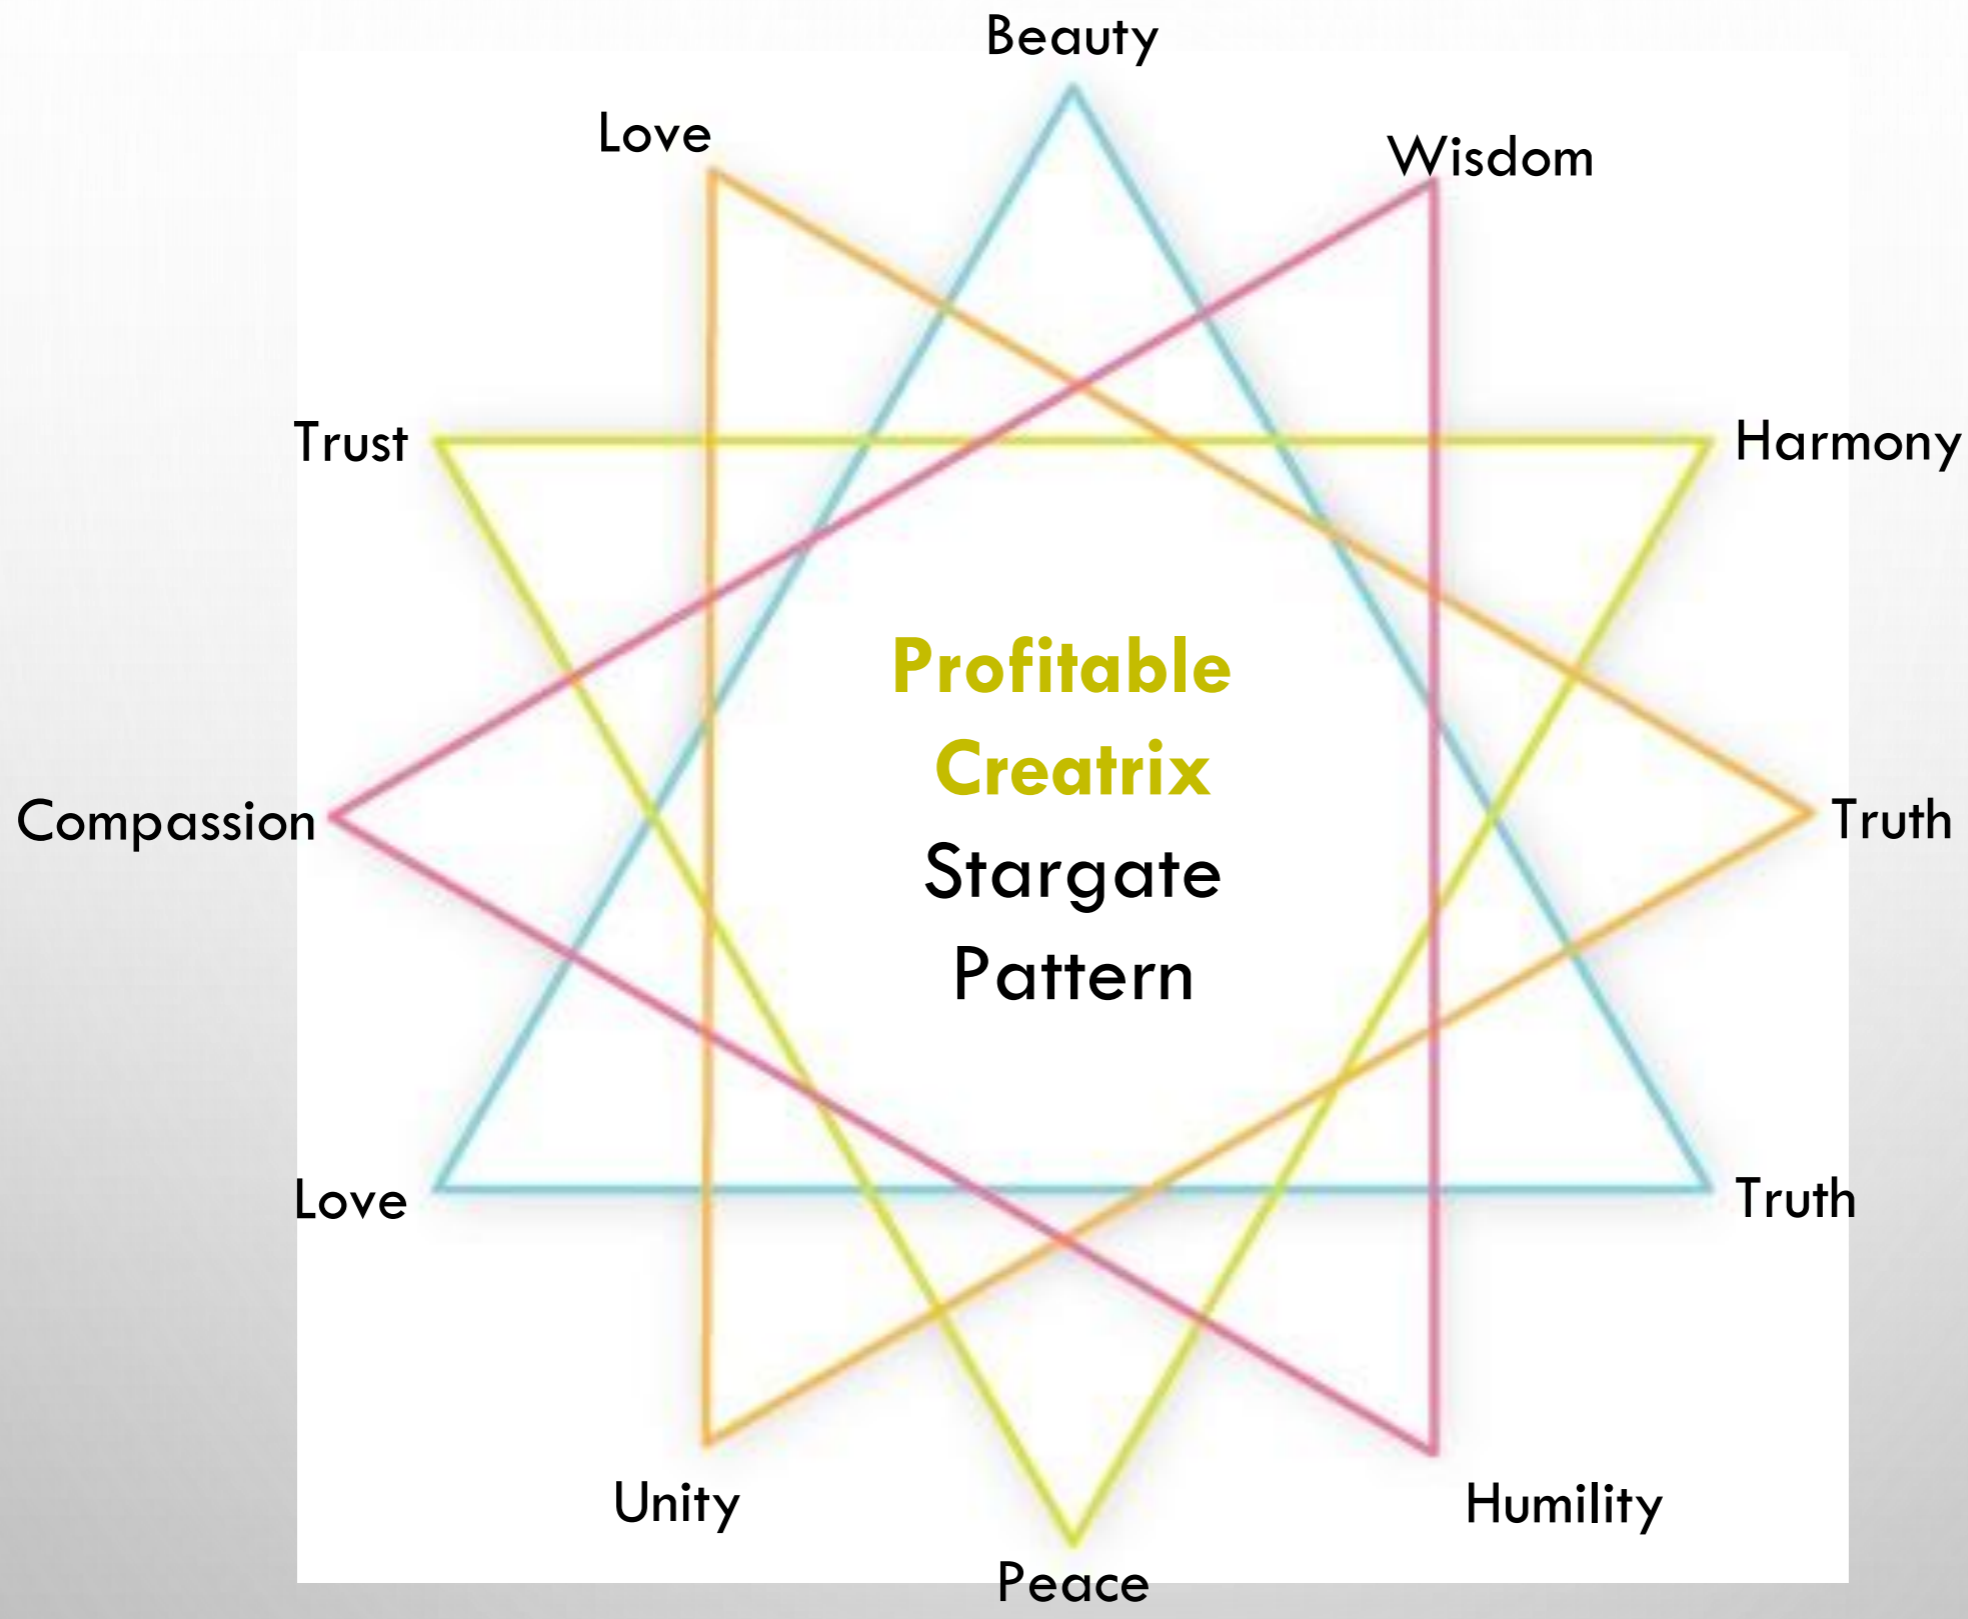 Beauty
Love
Wisdom
Trust
Harmony
Profitable
Creatrix
Stargate
Pattern
Compassion
Truth
Love
Truth
Unity
Humility
Peace